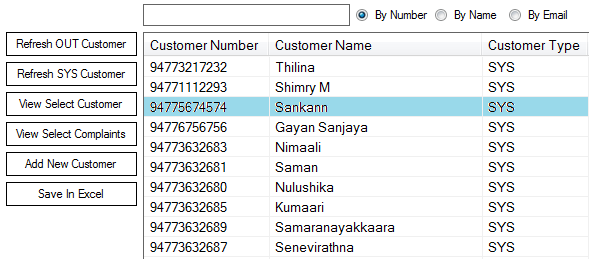 By Number By Name By Email
Refresh OUT Customer
Refresh SYS Customer
View Select Customer
View Select Complaints
Add New Customer
Save In Excel
Customer Number Customer Name Customer Type
94773217232 Thilina SYS
94771112293 Shimry M SYS
94775674574 Sankann SYS
94776756756 Gayan Sanjaya SYS
94773632683 Nimaali SYS
94773632681 Saman SYS
94773632680 Nulushika SYS
94773632685 Kumaari SYS
94773632689 Samaranayakkaara SYS
94773632687 Senevirathna SYS